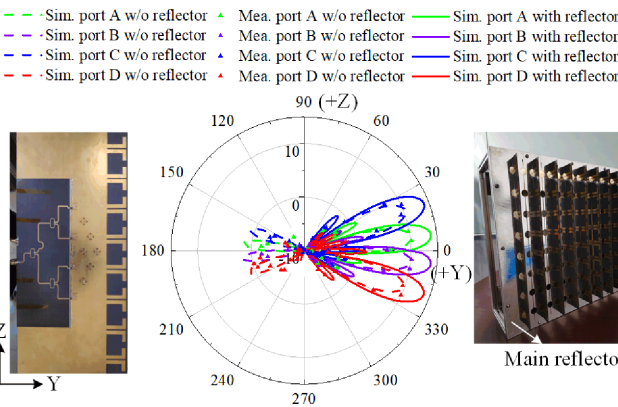 Sim. port A w/o reflector Mea. port A w/o reflector Sim. port A with reflector
Sim. port B w/o reflector Mea. port B w/o reflector Sim. port B with reflector
Sim. port C w/o reflector Mea. port C w/o reflector Sim. port C with reflector
Sim. port D w/o reflector Mea. port D w/o reflector Sim. port D with reflector
90 (+Z)
120 60
10
150 30
0
180 -10 0
(+Y)
210 330
Z
Main reflecto
Y
240 300
270